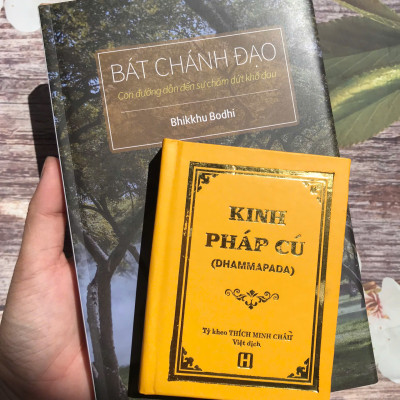 BÁT CHÁNH ĐẠO
Con đường dẫn đến sự chấm dứt khổ đau
Bhikkhu Bodhi
KINH
PHÁP CÚ
(DHAMMAPADA)
Tỳ kheo THÍCH MINH CHÂU
Việt dịch
H